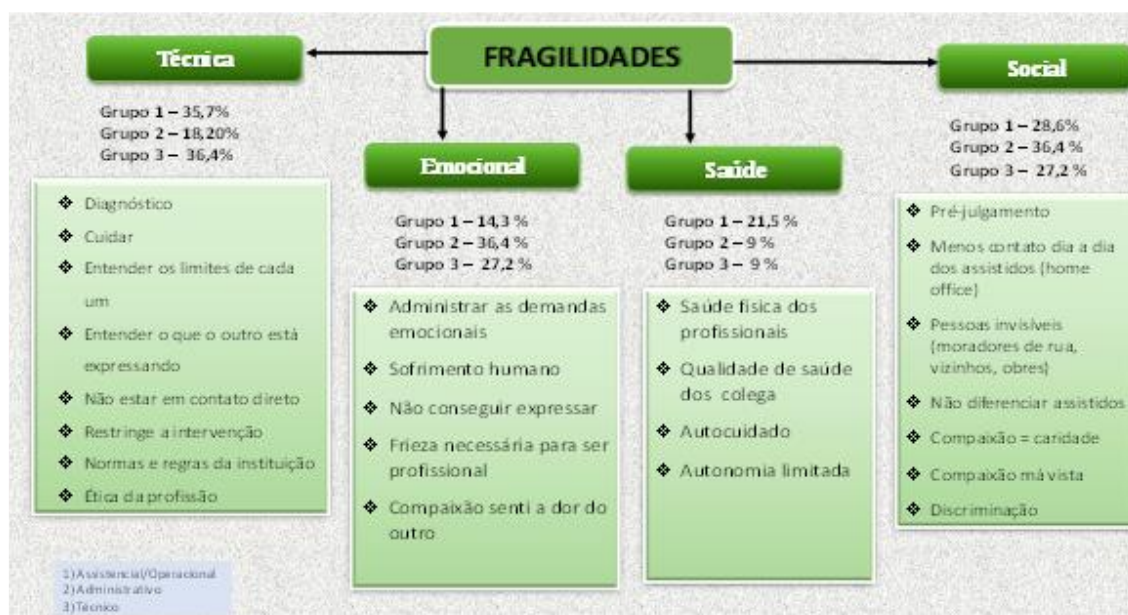 FRAGILIDADES
Técnica
Grupo 1 – 35,7%
Grupo 2 – 18,20%
Grupo 3 – 36,4%
❖ Diagnóstico
❖ Cuidar
❖ Entender os limites de cada
um
❖ Entender o que o outro está
expressando
❖ Não estar em contato direto
❖ Restringe a intervenção
❖ Normas e regras da instituição
❖ Ética da profissão
Emocional
Grupo 1 – 14,3 %
Grupo 2 – 36,4 %
Grupo 3 – 27,2 %
❖ Administrar as demandas
emocionais
❖ Sofrimento humano
❖ Não conseguir expressar
❖ Frieza necessária para ser
profissional
❖ Compaixão senti a dor do
outro
Saúde
Grupo 1 – 21,5 %
Grupo 2 – 9 %
Grupo 3 – 9 %
❖ Saúde física dos
profissionais
❖ Qualidade de saúde
dos colega
❖ Autocuidado
❖ Autonomia limitada
Social
Grupo 1 – 28,6%
Grupo 2 – 36,4 %
Grupo 3 – 27,2 %
❖ Pré-julgamento
❖ Menos contato dia a dia
dos assistidos (home
office)
❖ Pessoas invisíveis
(moradores de rua,
vizinhos, obres)
❖ Não diferenciar assistidos
❖ Compaixão = caridade
❖ Compaixão má vista
❖ Discriminação
1) Assistencial/Operacional
2) Administrativo
3) Técnico